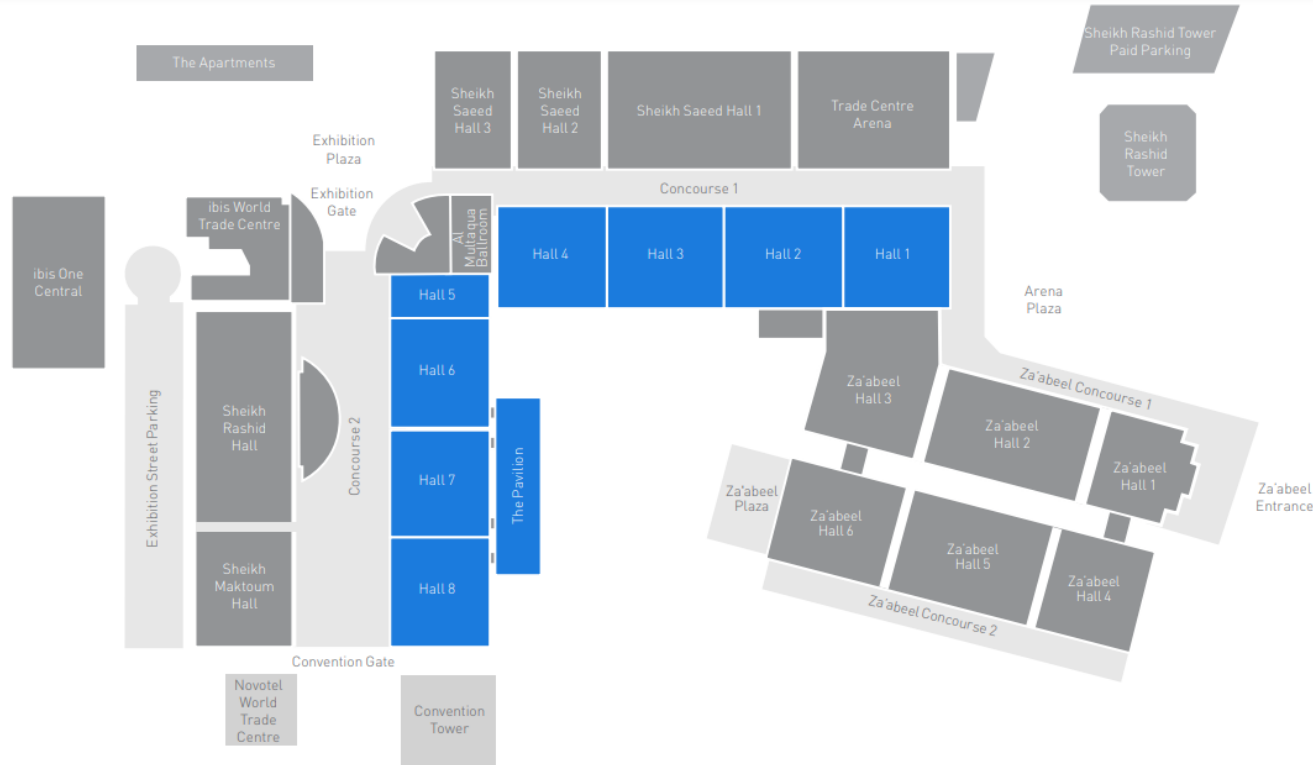 Sheikh Rashid Tower
Paid Parking
The Apartments
Sheikh
Saeed
Hall 3
Sheikh
Saeed
Hall 2
Sheikh Saeed Hall 1
Trade Centre
Arena
Sheikh
Rashid
Tower
Exhibition
Plaza
Exhibition
Gate
Concourse 1
ibis World
Trade Centre
Al
Multaqua
Ballroom
Hall 4
Hall 3
Hall 2
Hall 1
ibis One
Central
Hall 5
Arena
Plaza
Hall 6
Za'abeel
Hall 3
Za'abeel Concourse 1
Sheikh
Rashid
Hall
Concourse 2
Exhibition Street Parking
Za'abeel
Hall 2
Za'abeel
Hall 1
Hall 7
The Pavilion
Za'abeel
Plaza
Za'abeel
Entrance
Za'abeel
Hall 6
Za'abeel
Hall 5
Za'abeel
Hall 4
Sheikh
Maktoum
Hall
Hall 8
Za'abeel Concourse 2
Convention Gate
Novotel
World
Trade
Centre
Convention
Tower